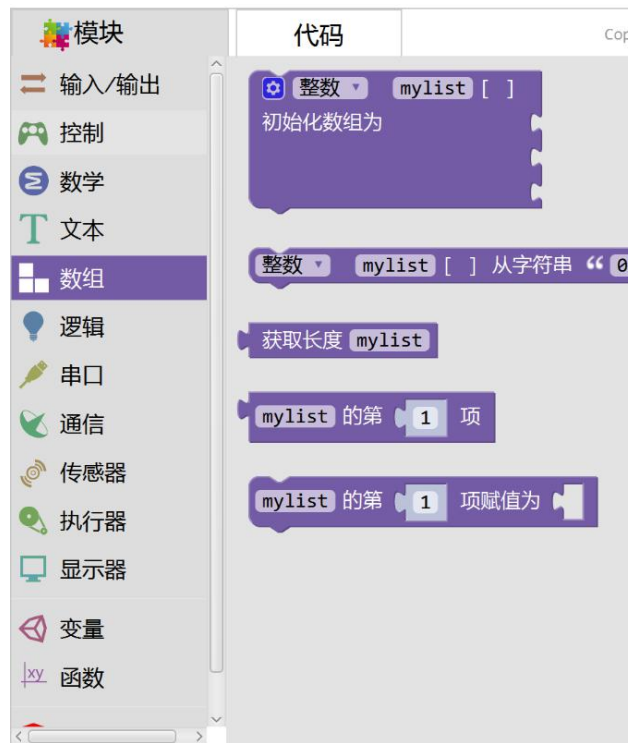 模块
代码
Cop
输入/输出
控制
数学
文本
数组
逻辑
串口
通信
传感器
执行器
显示器
变量
xy 函数
整数 mylist [ ]
初始化数组为
整数 mylist [ ] 从字符串 “ 0
获取长度 mylist
mylist 的第 1 项
mylist 的第 1 项赋值为